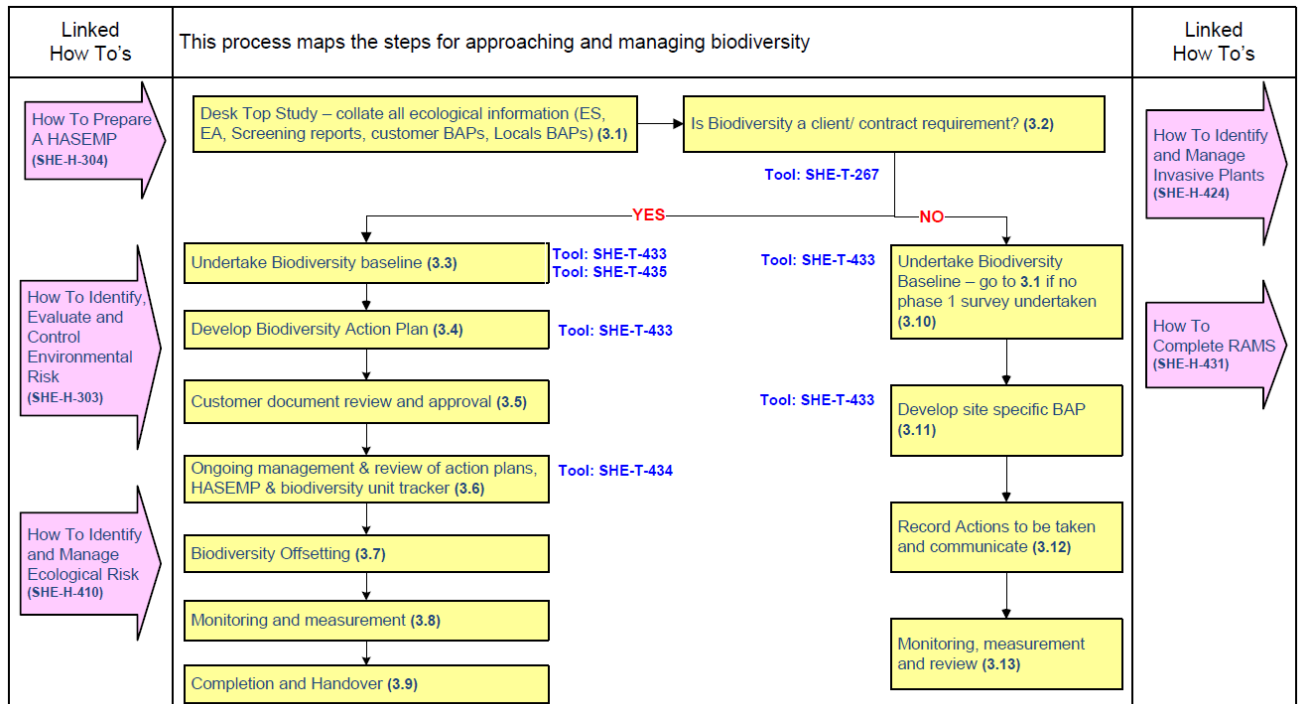 Linked
How To's
This process maps the steps for approaching and managing biodiversity
Linked
How To's
How To Prepare
A HASEMP
(SHE-H-304)
How To Identify,
Evaluate and
Control
Environmental
Risk
(SHE-H-303)
How To Identify
and Manage
Ecological Risk
(SHE-H-410)
Desk Top Study – collate all ecological information (ES,
EA, Screening reports, customer BAPs, Locals BAPs) (3.1)
Is Biodiversity a client/ contract requirement? (3.2)
Tool: SHE-T-267
YES
NO
Undertake Biodiversity baseline (3.3)
Tool: SHE-T-433
Tool: SHE-T-435
Develop Biodiversity Action Plan (3.4)
Tool: SHE-T-433
Customer document review and approval (3.5)
Ongoing management & review of action plans,
HASEMP & biodiversity unit tracker (3.6)
Tool: SHE-T-434
Biodiversity Offsetting (3.7)
Monitoring and measurement (3.8)
Completion and Handover (3.9)
Tool: SHE-T-433
Undertake Biodiversity
Baseline – go to 3.1 if no
phase 1 survey undertaken
(3.10)
Tool: SHE-T-433
Develop site specific BAP
(3.11)
Record Actions to be taken
and communicate (3.12)
Monitoring, measurement
and review (3.13)
How To Identify
and Manage
Invasive Plants
(SHE-H-424)
How To
Complete RAMS
(SHE-H-431)